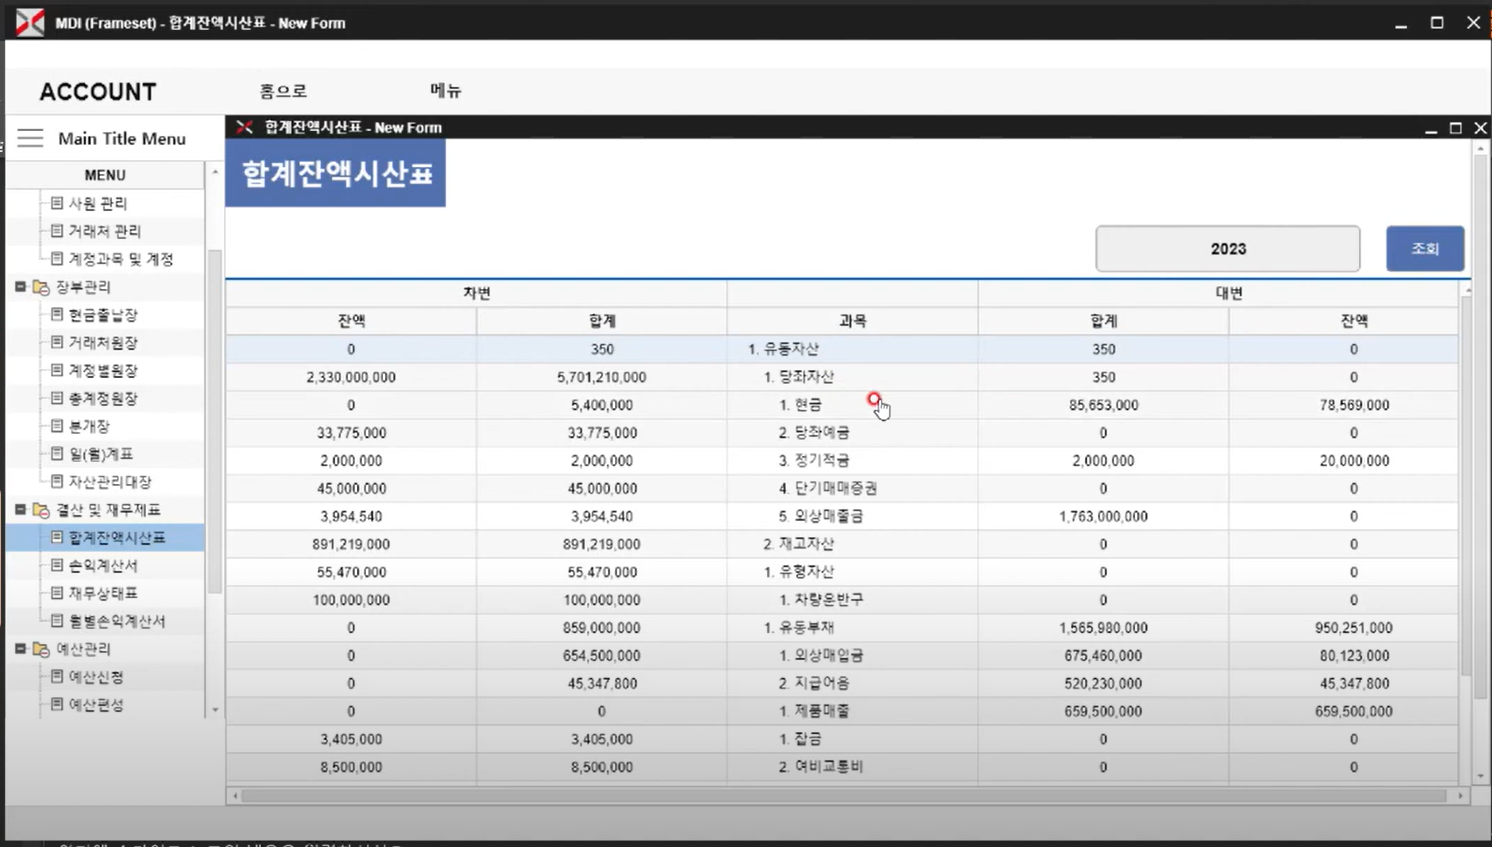 MDI (Frameset) - 합계잔액시산표 - New Form
ACCOUNT 홈으로 메뉴
Main Title Menu
MENU
사원 관리
거래처 관리
계정과목 및 계정
장부관리
현금출납장
거래처원장
계정별원장
총계정원장
분개장
일(월)계표
자산관리대장
결산 및 재무제표
합계잔액시산표
손익계산서
재무상태표
월별손익계산서
예산관리
예산신청
예산편성
합계잔액시산표 - New Form
합계잔액시산표
2023 조회
차변 대변
잔액 합계 과목 합계 잔액
0 350 1. 유동자산 350 0
2,330,000,000 5,701,210,000 1. 당좌자산 350 0
0 5,400,000 1. 현금 85,653,000 78,569,000
33,775,000 33,775,000 2. 당좌예금 0 0
2,000,000 2,000,000 3. 정기적금 2,000,000 20,000,000
45,000,000 45,000,000 4. 단기매매증권 0 0
3,954,540 3,954,540 5. 외상매출금 1,763,000,000 0
891,219,000 891,219,000 2. 재고자산 0 0
55,470,000 55,470,000 1. 유형자산 0 0
100,000,000 100,000,000 1. 차량운반구 0 0
0 859,000,000 1. 유동부채 1,565,980,000 950,251,000
0 654,500,000 1. 외상매입금 675,460,000 80,123,000
0 45,347,800 2. 지급어음 520,230,000 45,347,800
0 0 1. 제품매출 659,500,000 659,500,000
3,405,000 3,405,000 1. 잡금 0 0
8,500,000 8,500,000 2. 여비교통비 0 0